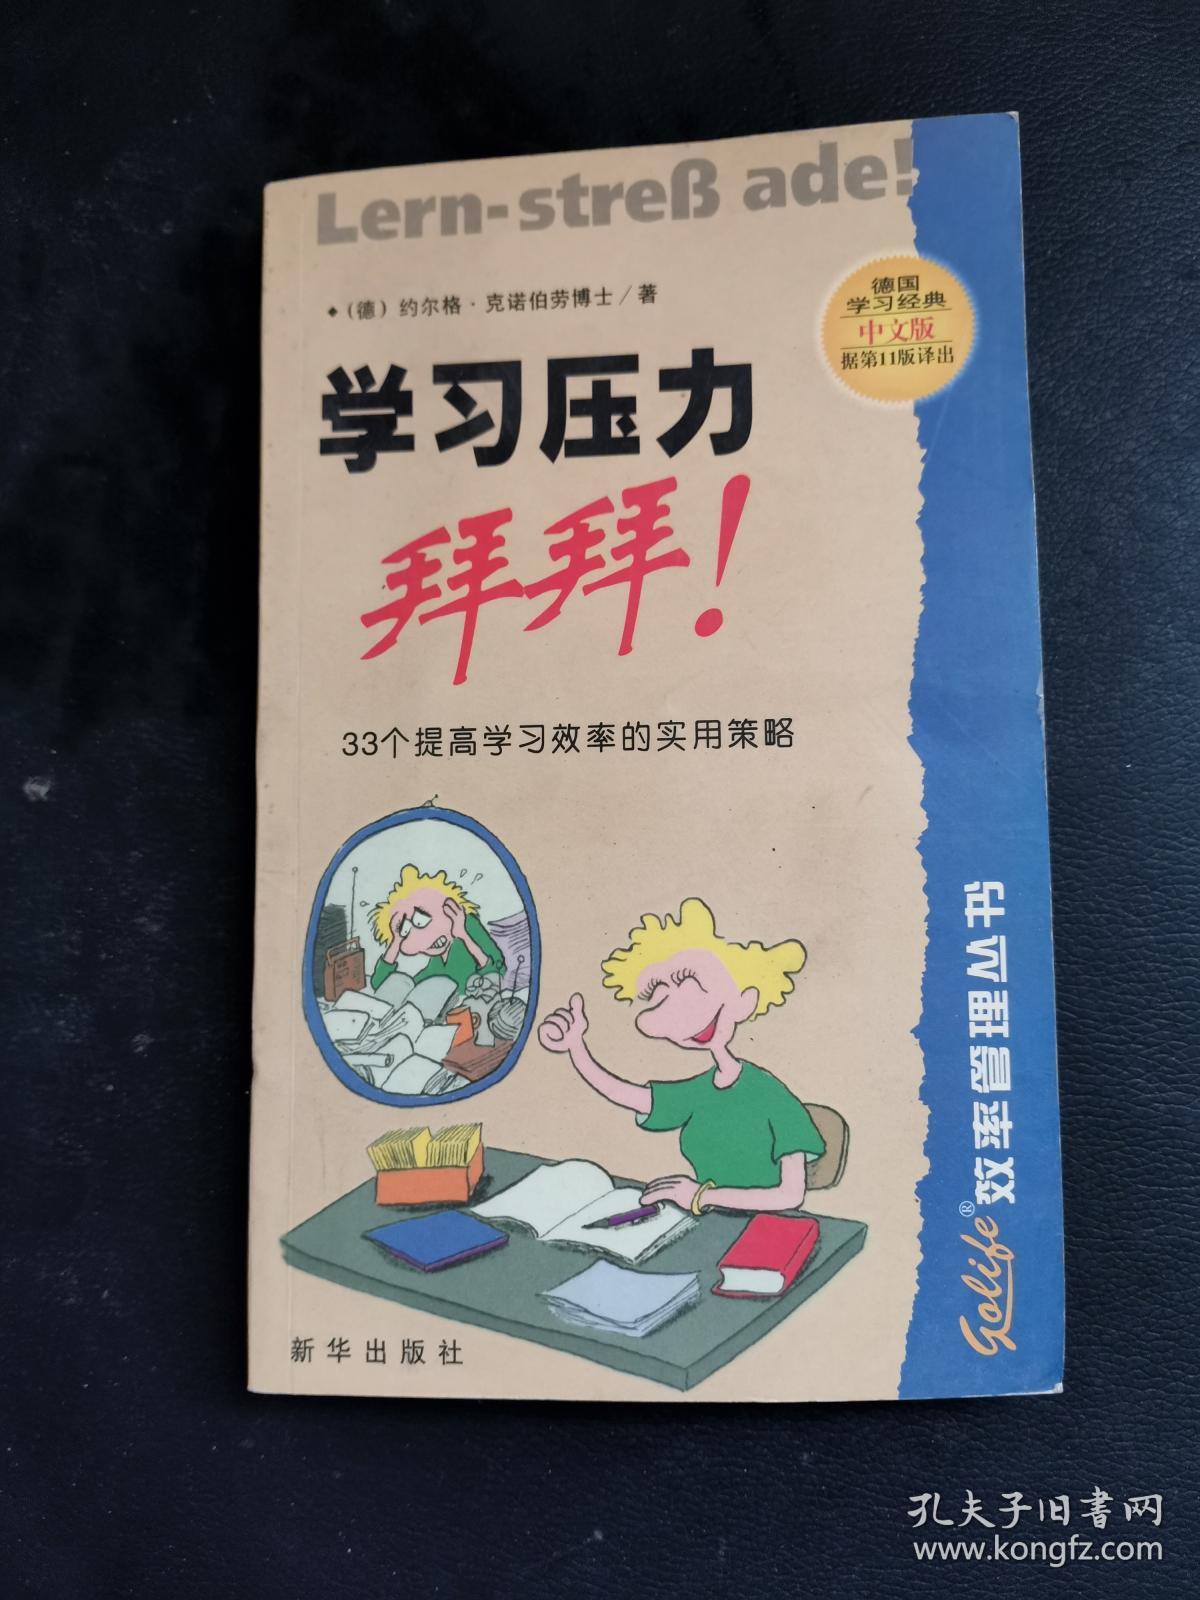 Lern-streß ade!
◆（德）约尔格·克诺伯劳博士／著
德国
学习经典
中文版
据第11版译出
学习压力
拜拜！
33个提高学习效率的实用策略
Golife® 效率管理丛书
新华出版社
孔夫子旧书网
www.kongfz.com